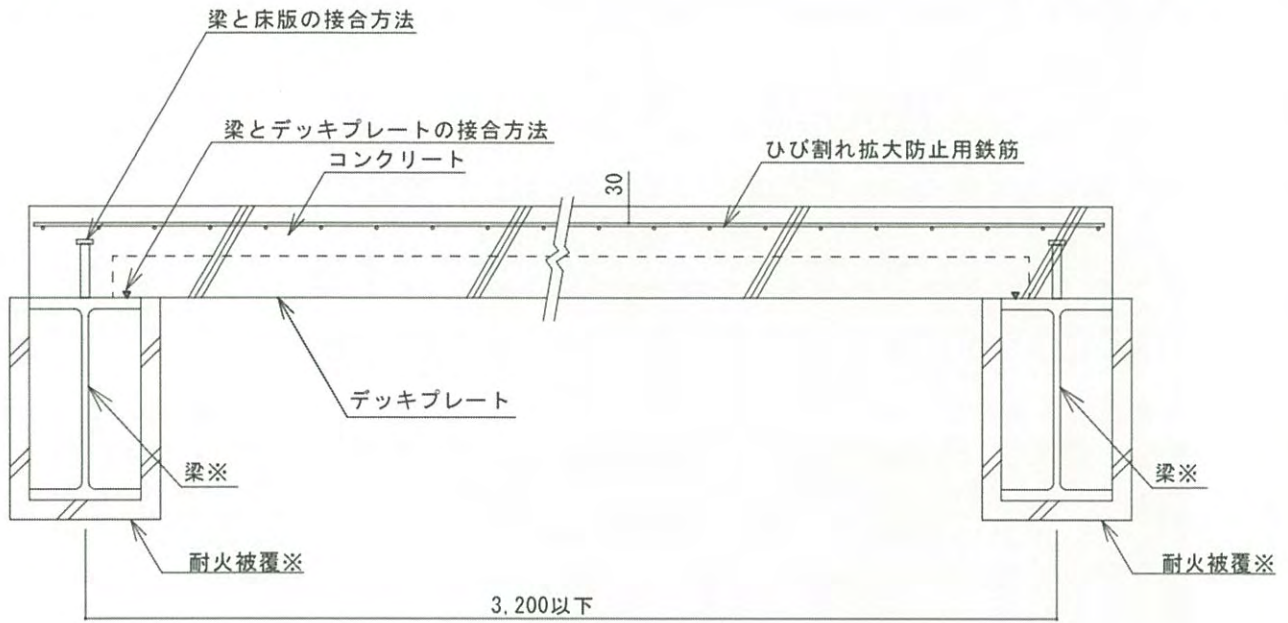 梁と床版の接合方法
梁とデッキプレートの接合方法
コンクリート
ひび割れ拡大防止用鉄筋
30
デッキプレート
梁※
梁※
耐火被覆※
耐火被覆※
3,200以下